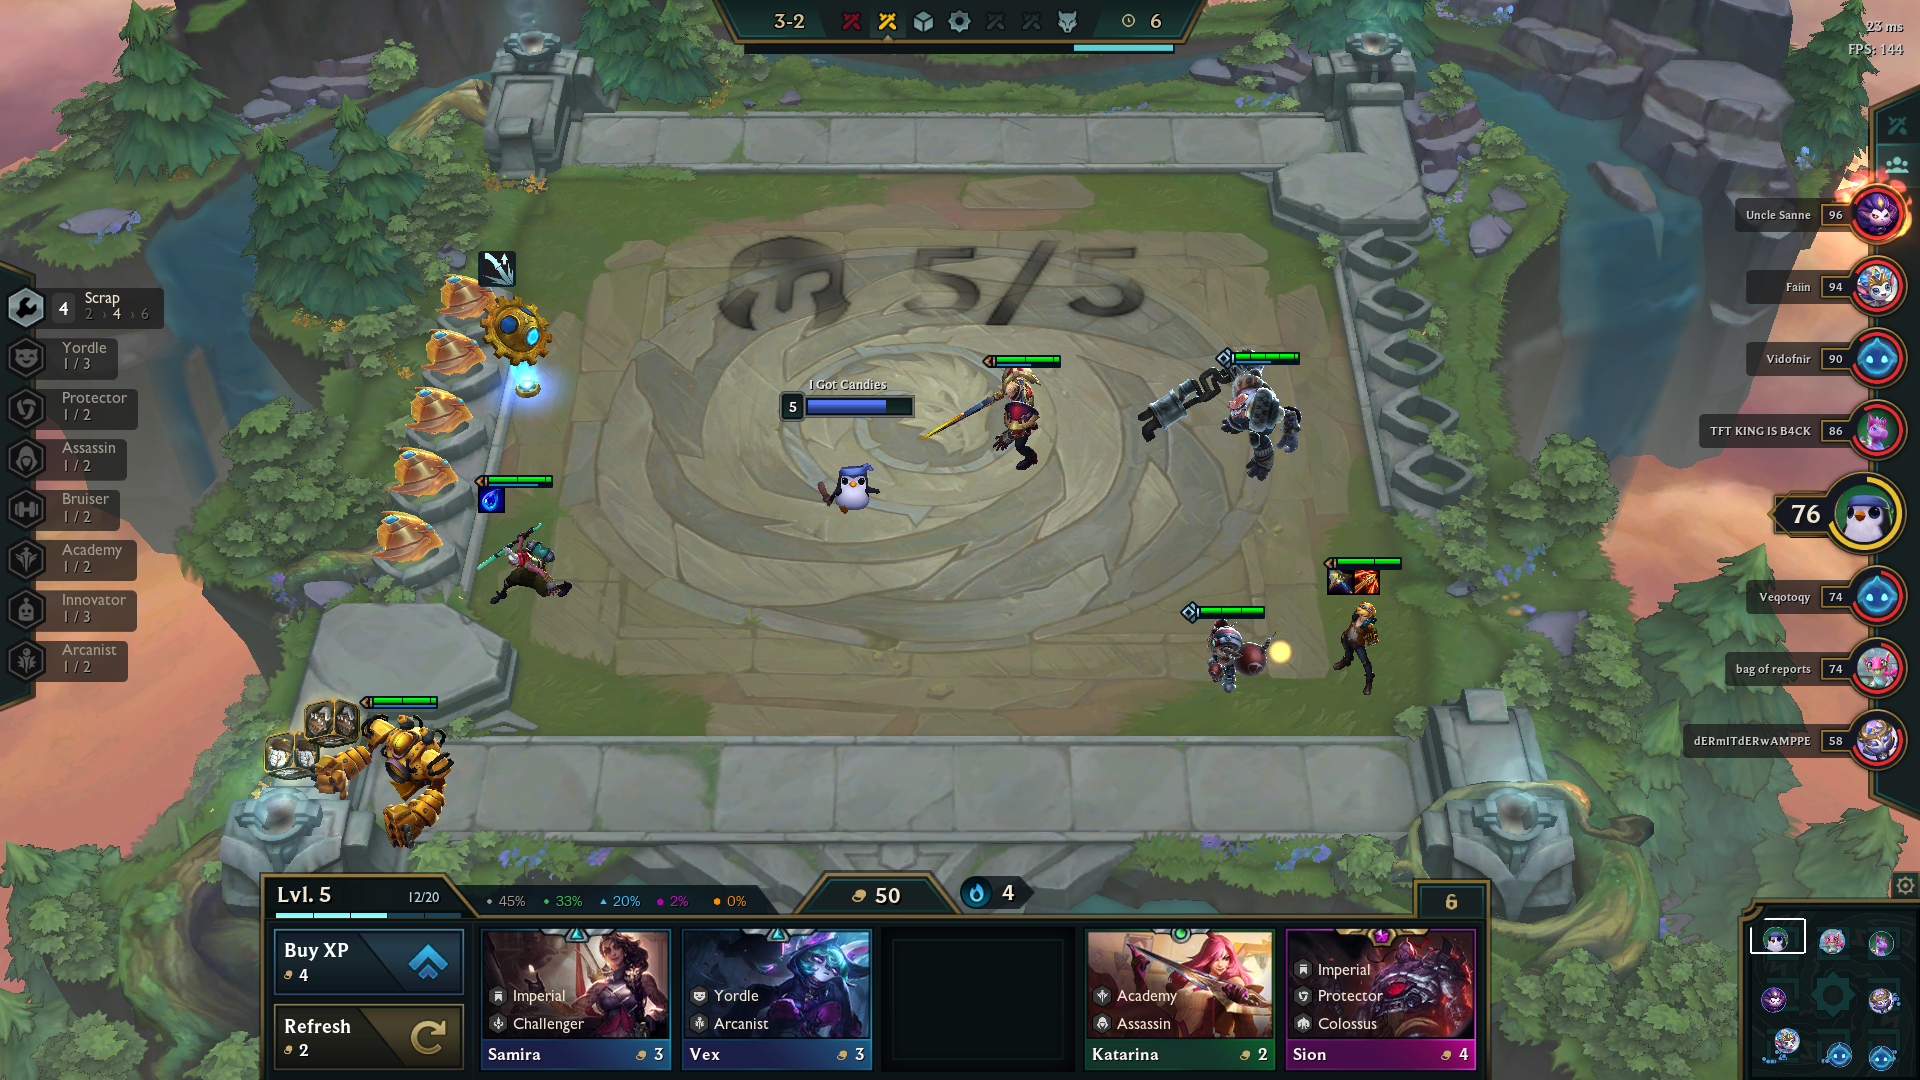 3-2
6
23 ms
FPS: 144
Uncle Sanne 96
Faiin 94
Vidofnir 90
TFT KING IS B4CK 86
76
Veqotoqy 74
bag of reports 74
dERmITdERwAMPPE 58
5/5
I Got Candies
5
4 Scrap
2 › 4 › 6
Yordle
1 / 3
Protector
1 / 2
Assassin
1 / 2
Bruiser
1 / 2
Academy
1 / 2
Innovator
1 / 3
Arcanist
1 / 2
Lvl. 5 12/20
45% 33% 20% 2% 0%
50
4
6
Buy XP
4
Refresh
2
Imperial
Challenger
Samira 3
Yordle
Arcanist
Vex 3
Academy
Assassin
Katarina 2
Imperial
Protector
Colossus
Sion 4